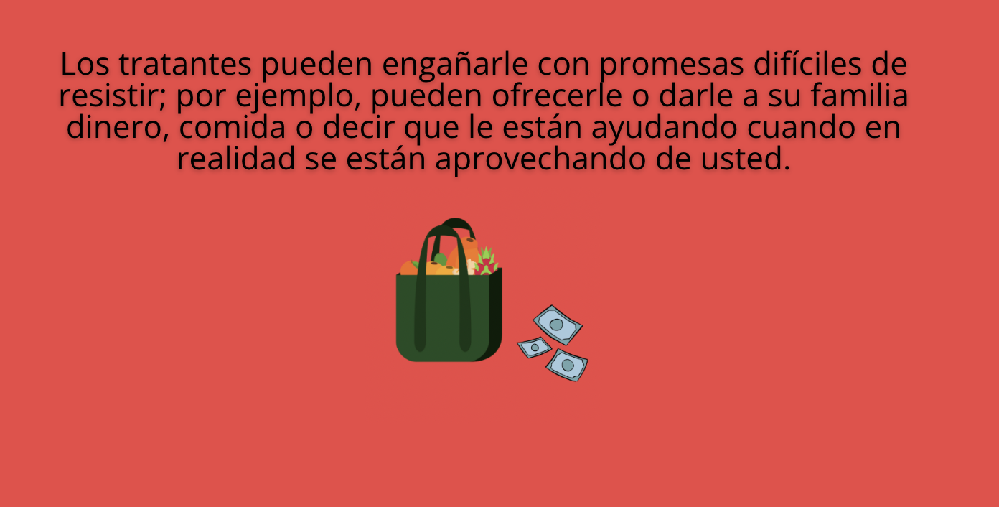 Los tratantes pueden engañarle con promesas difíciles de
resistir; por ejemplo, pueden ofrecerle o darle a su familia
dinero, comida o decir que le están ayudando cuando en
realidad se están aprovechando de usted.